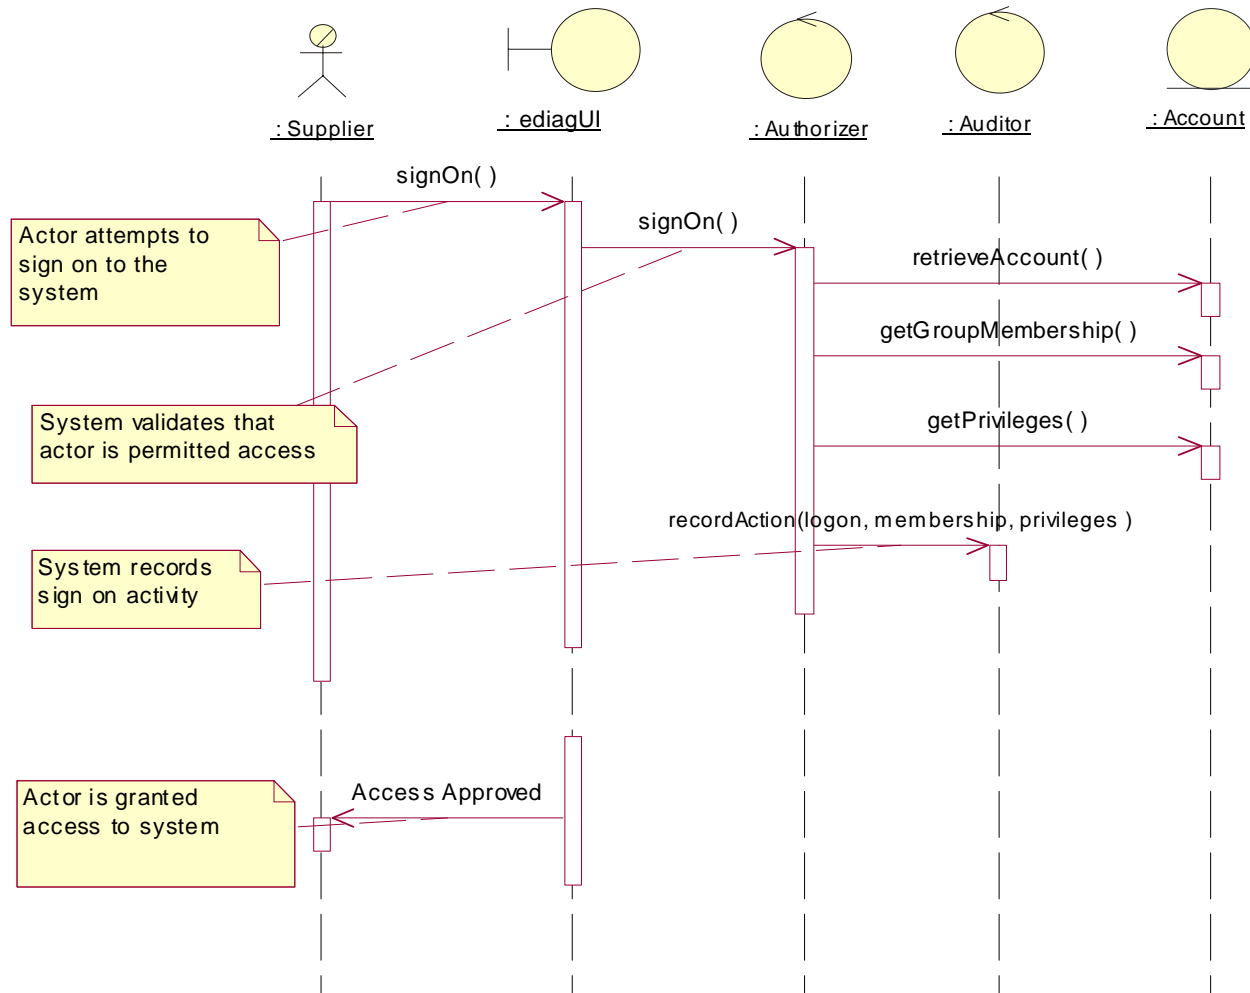 : Supplier
: ediagUI
: Authorizer
: Auditor
: Account
signOn( )
Actor attempts to
sign on to the
system
signOn( )
retrieveAccount( )
getGroupMembership( )
System validates that
actor is permitted access
getPrivileges( )
recordAction(logon, membership, privileges )
System records
sign on activity
Access Approved
Actor is granted
access to system